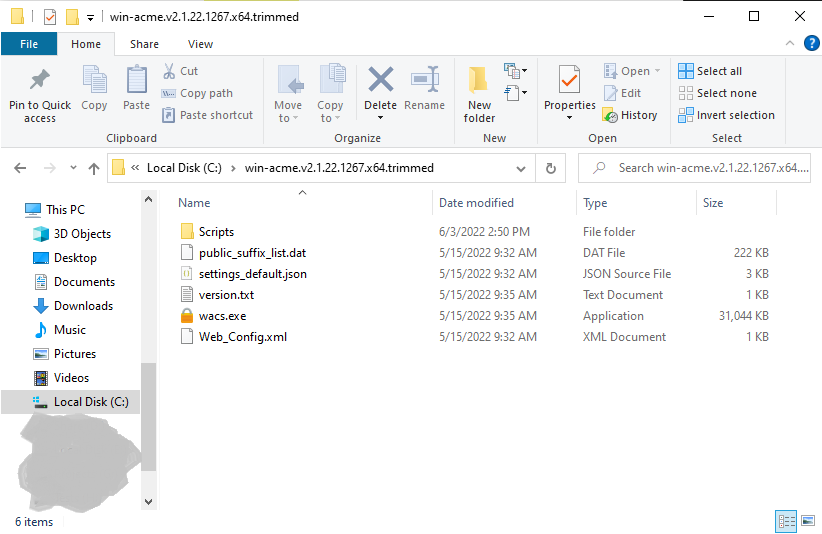 win-acme.v2.1.22.1267.x64.trimmed
File Home Share View
Pin to Quick access
Copy
Paste
Cut
Copy path
Paste shortcut
Clipboard
Move to
Copy to
Delete
Rename
Organize
New folder
New
Properties
Open
Edit
History
Open
Select all
Select none
Invert selection
Select
« Local Disk (C:) › win-acme.v2.1.22.1267.x64.trimmed
Search win-acme.v2.1.22.1267.x64....
This PC
3D Objects
Desktop
Documents
Downloads
Music
Pictures
Videos
Local Disk (C:)
Name Date modified Type Size
Scripts 6/3/2022 2:50 PM File folder
public_suffix_list.dat 5/15/2022 9:32 AM DAT File 222 KB
settings_default.json 5/15/2022 9:32 AM JSON Source File 3 KB
version.txt 5/15/2022 9:35 AM Text Document 1 KB
wacs.exe 5/15/2022 9:35 AM Application 31,044 KB
Web_Config.xml 5/15/2022 9:32 AM XML Document 1 KB
6 items